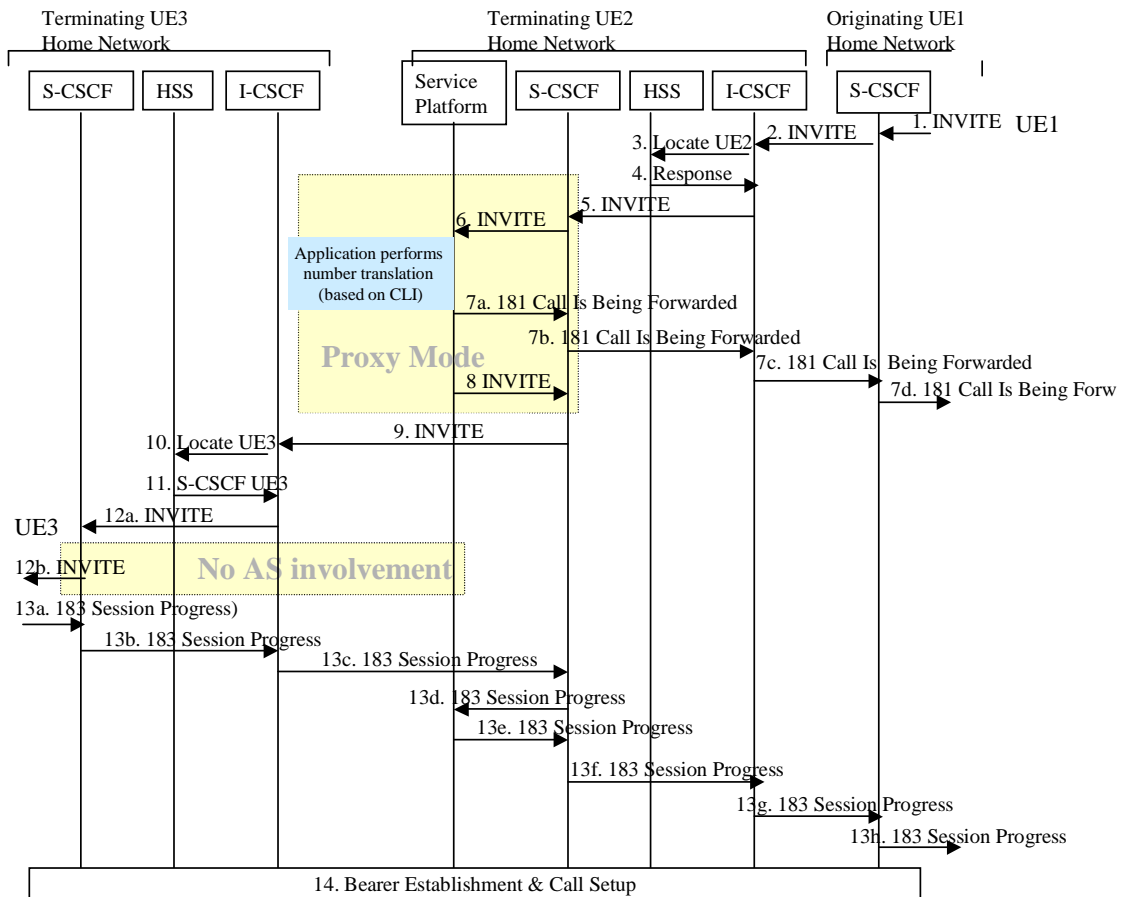 Terminating UE3
Home Network
Terminating UE2
Home Network
Originating UE1
Home Network
S-CSCF
HSS
I-CSCF
Service
Platform
S-CSCF
HSS
I-CSCF
S-CSCF
1. INVITE
UE1
2. INVITE
3. Locate UE2
4. Response
5. INVITE
6. INVITE
Application performs
number translation
(based on CLI)
7a. 181 Call Is Being Forwarded
7b. 181 Call Is Being Forwarded
Proxy Mode
7c. 181 Call Is Being Forwarded
8 INVITE
7d. 181 Call Is Being Forw
9. INVITE
10. Locate UE3
11. S-CSCF UE3
12a. INVITE
UE3
12b. INVITE
No AS involvement
13a. 183 Session Progress)
13b. 183 Session Progress
13c. 183 Session Progress
13d. 183 Session Progress
13e. 183 Session Progress
13f. 183 Session Progress
13g. 183 Session Progress
13h. 183 Session Progress
14. Bearer Establishment & Call Setup